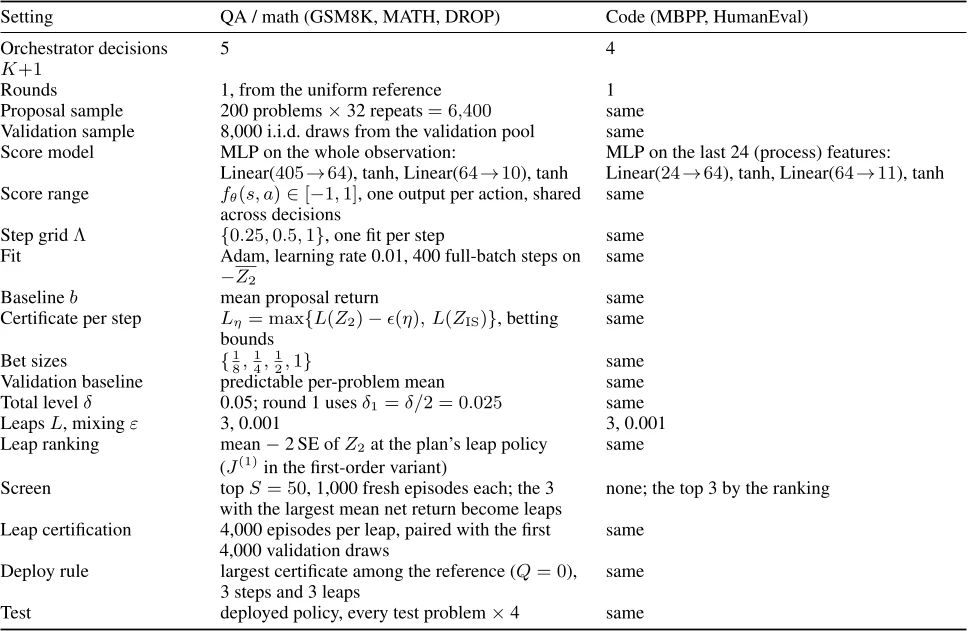 Setting QA / math (GSM8K, MATH, DROP) Code (MBPP, HumanEval)
Orchestrator decisions 5 4
K+1
Rounds 1, from the uniform reference 1
Proposal sample 200 problems × 32 repeats = 6,400 same
Validation sample 8,000 i.i.d. draws from the validation pool same
Score model MLP on the whole observation: MLP on the last 24 (process) features:
Linear(405→64), tanh, Linear(64→10), tanh Linear(24→64), tanh, Linear(64→11), tanh
Score range f_θ(s, a) ∈ [−1, 1], one output per action, shared same
across decisions
Step grid Λ {0.25, 0.5, 1}, one fit per step same
Fit Adam, learning rate 0.01, 400 full-batch steps on same
−\overline{Z_2}
Baseline b mean proposal return same
Certificate per step L_η = max{L(Z_2) − ϵ(η), L(Z_IS)}, betting same
bounds
Bet sizes {1/8, 1/4, 1/2, 1} same
Validation baseline predictable per-problem mean same
Total level δ 0.05; round 1 uses δ_1 = δ/2 = 0.025 same
Leaps L, mixing ε 3, 0.001 3, 0.001
Leap ranking mean − 2 SE of Z_2 at the plan's leap policy same
(J^(1) in the first-order variant)
Screen top S = 50, 1,000 fresh episodes each; the 3 none; the top 3 by the ranking
with the largest mean net return become leaps
Leap certification 4,000 episodes per leap, paired with the first same
4,000 validation draws
Deploy rule largest certificate among the reference (Q = 0), same
3 steps and 3 leaps
Test deployed policy, every test problem × 4 same